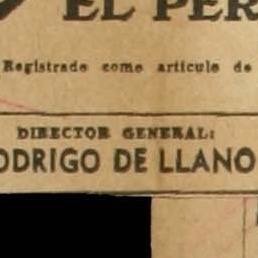 EL PER
Registrado como articulo de
DIRECTOR GENERAL:
ODRIGO DE LLANO